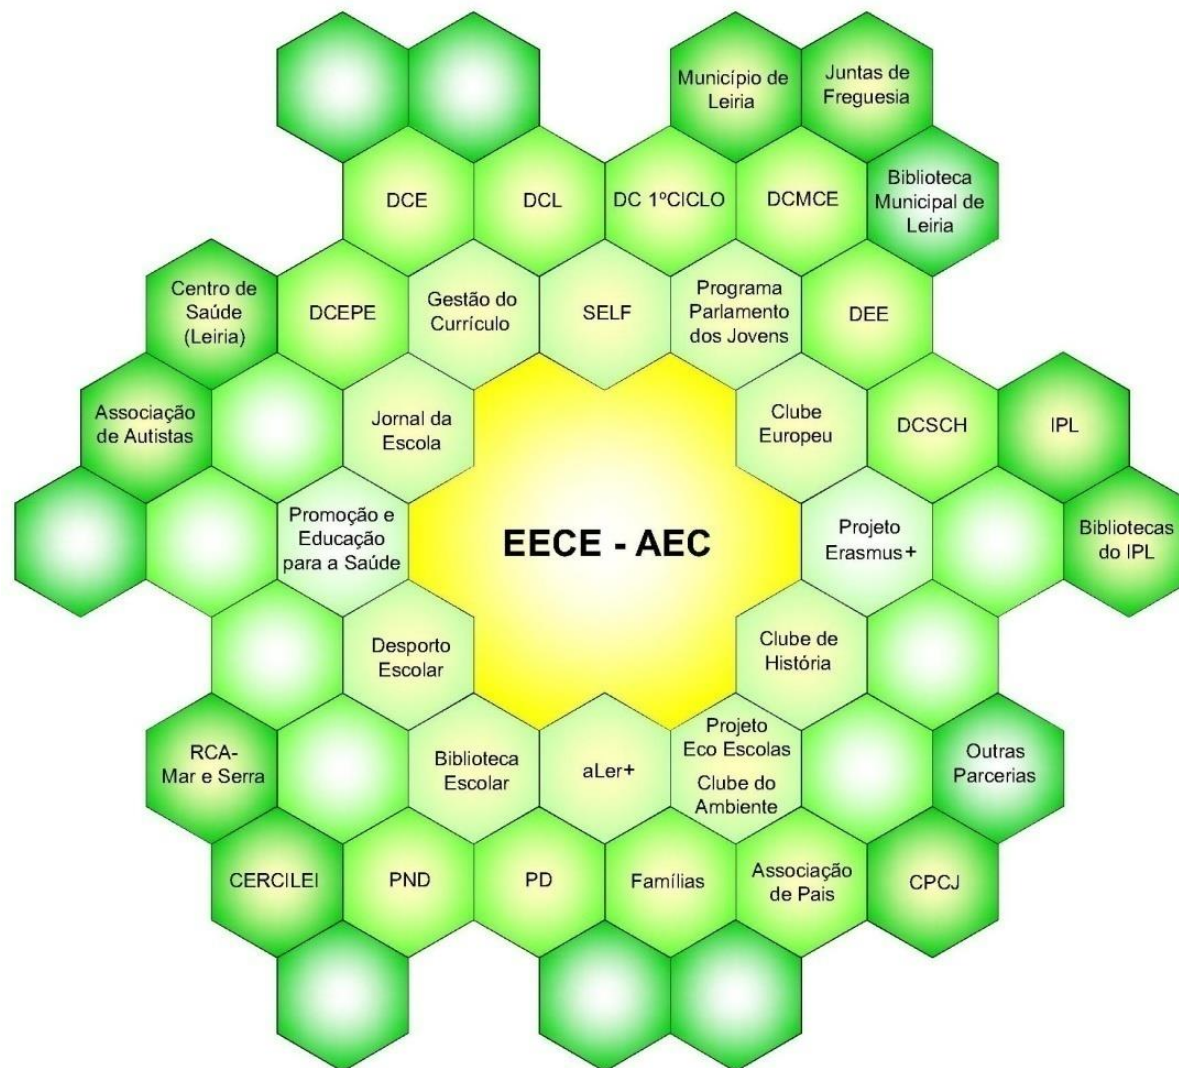 Município de
Leiria
Juntas de
Freguesia
DCE
DCL
DC 1ºCICLO
DCMCE
Biblioteca
Municipal de
Leiria
Centro de
Saúde
(Leiria)
DCEPE
Gestão do
Currículo
SELF
Programa
Parlamento
dos Jovens
DEE
Associação
de Autistas
Jornal da
Escola
Clube
Europeu
DCSCH
IPL
Promoção e
Educação
para a Saúde
EECE - AEC
Projeto
Erasmus+
Bibliotecas
do IPL
Desporto
Escolar
Clube de
História
RCA-
Mar e Serra
Biblioteca
Escolar
aLer+
Projeto
Eco Escolas
Clube do
Ambiente
Outras
Parcerias
CERCILEI
PND
PD
Famílias
Associação
de Pais
CPCJ